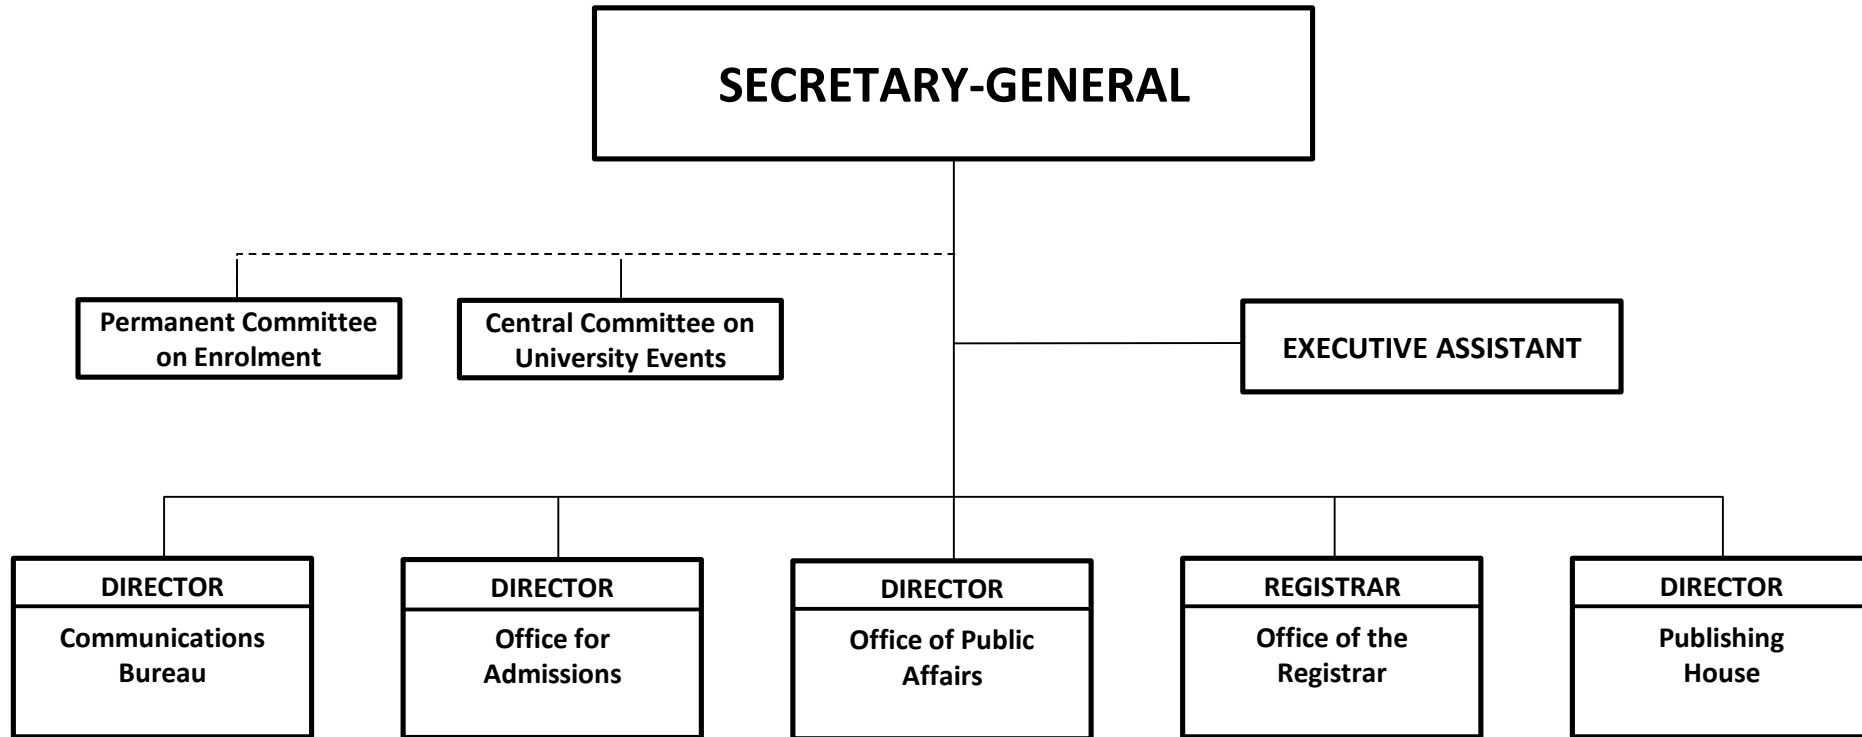 SECRETARY-GENERAL
Permanent Committee
on Enrolment
Central Committee on
University Events
EXECUTIVE ASSISTANT
DIRECTOR
Communications
Bureau
DIRECTOR
Office for
Admissions
DIRECTOR
Office of Public
Affairs
REGISTRAR
Office of the
Registrar
DIRECTOR
Publishing
House